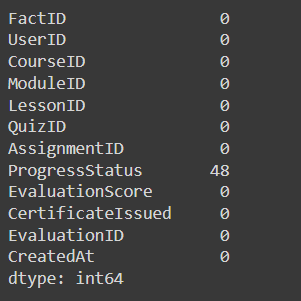 FactID 0
UserID 0
CourseID 0
ModuleID 0
LessonID 0
QuizID 0
AssignmentID 0
ProgressStatus 48
EvaluationScore 0
CertificateIssued 0
EvaluationID 0
CreatedAt 0
dtype: int64